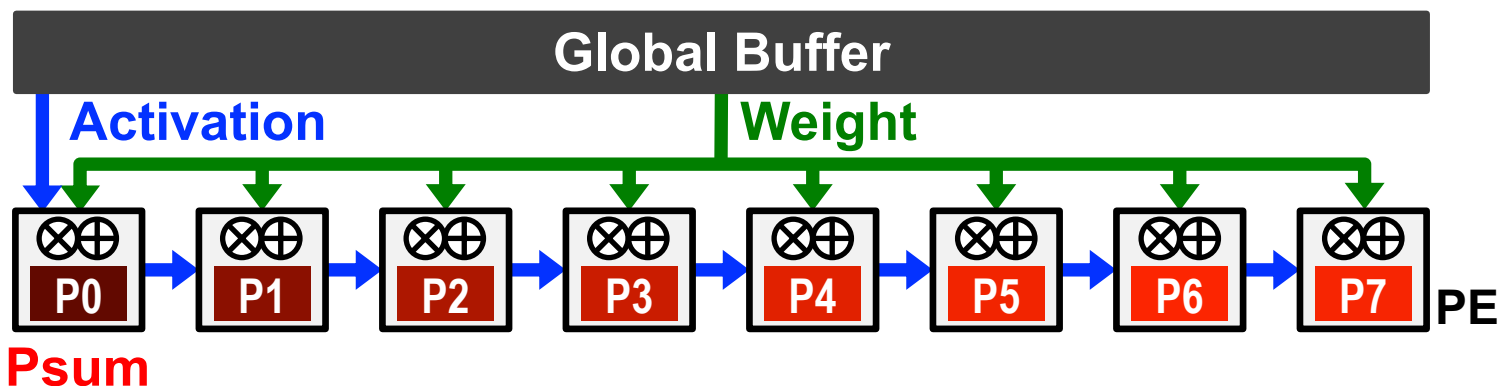 Global Buffer
Activation
Weight
P0 P1 P2 P3 P4 P5 P6 P7
PE
Psum